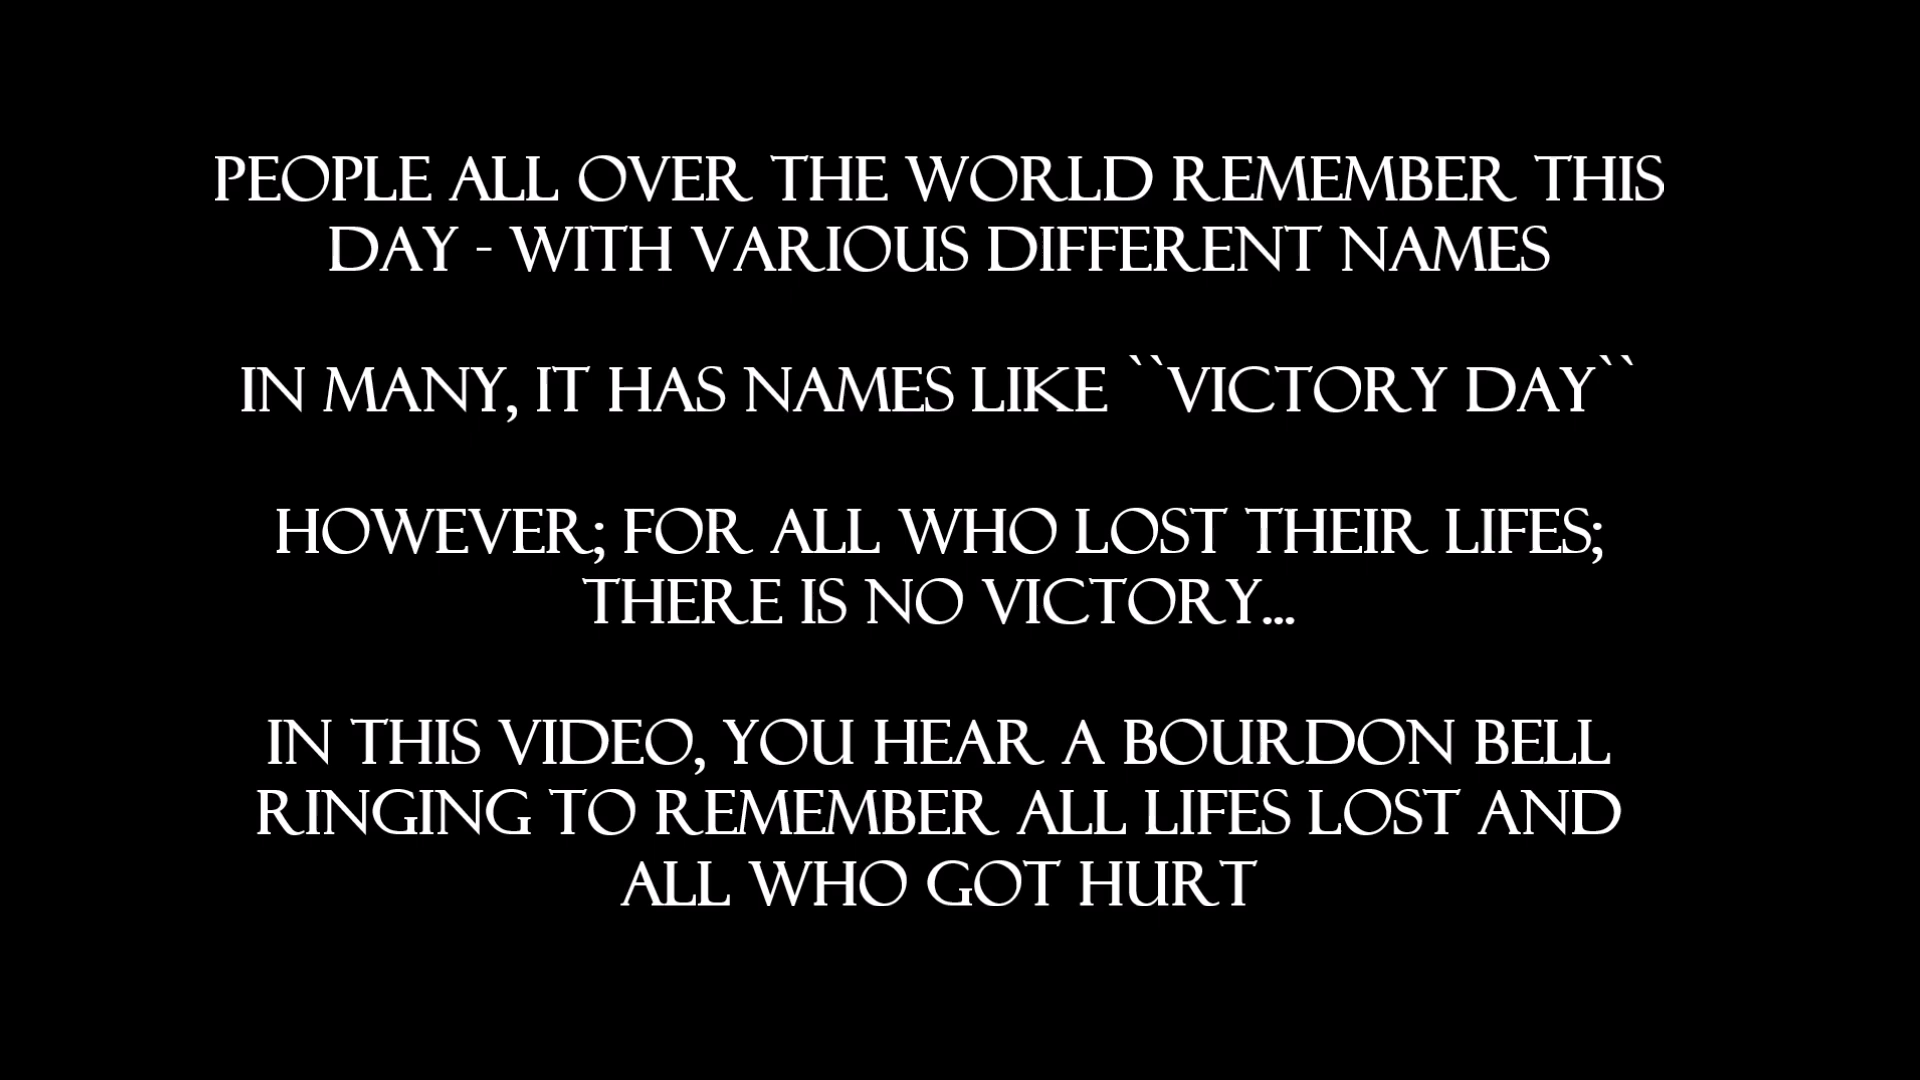 PEOPLE ALL OVER THE WORLD REMEMBER THIS
DAY - WITH VARIOUS DIFFERENT NAMES
IN MANY, IT HAS NAMES LIKE ``VICTORY DAY``
HOWEVER; FOR ALL WHO LOST THEIR LIFES;
THERE IS NO VICTORY...
IN THIS VIDEO, YOU HEAR A BOURDON BELL
RINGING TO REMEMBER ALL LIFES LOST AND
ALL WHO GOT HURT